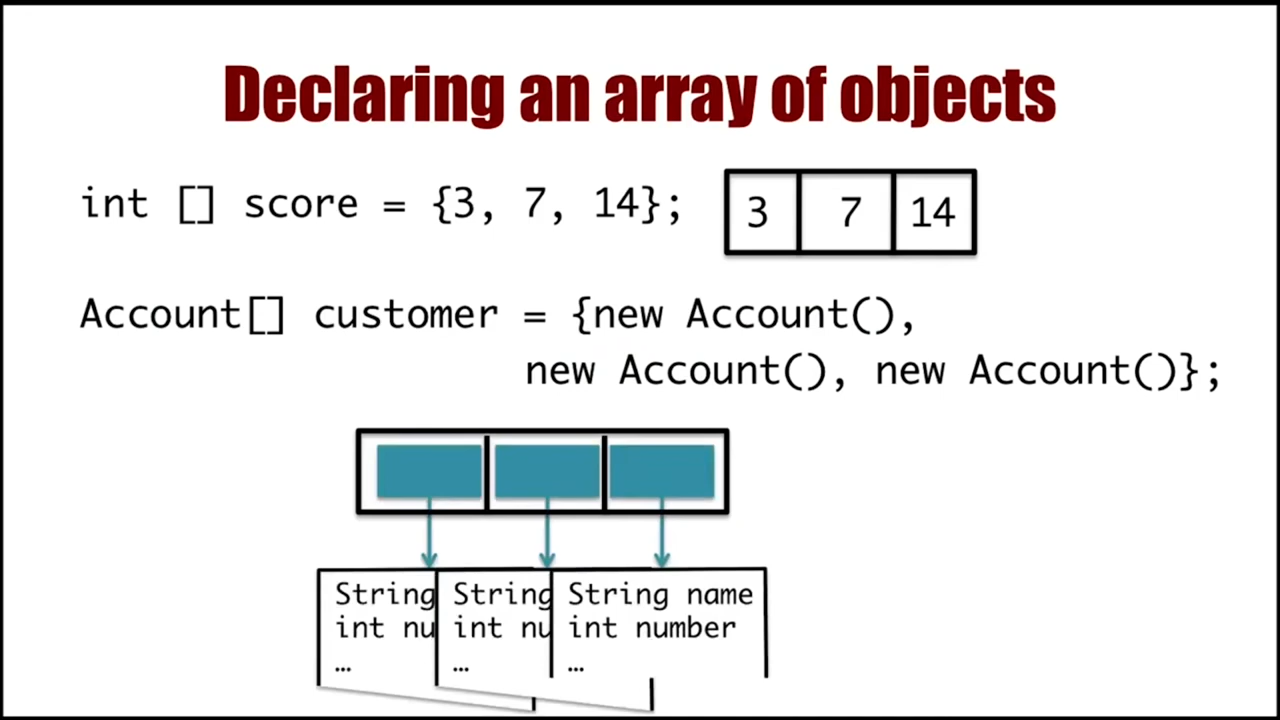 Declaring an array of objects
int [] score = {3, 7, 14};
3 7 14
Account[] customer = {new Account(),
new Account(), new Account()};
String String String name
int nu int nu int number
… … …